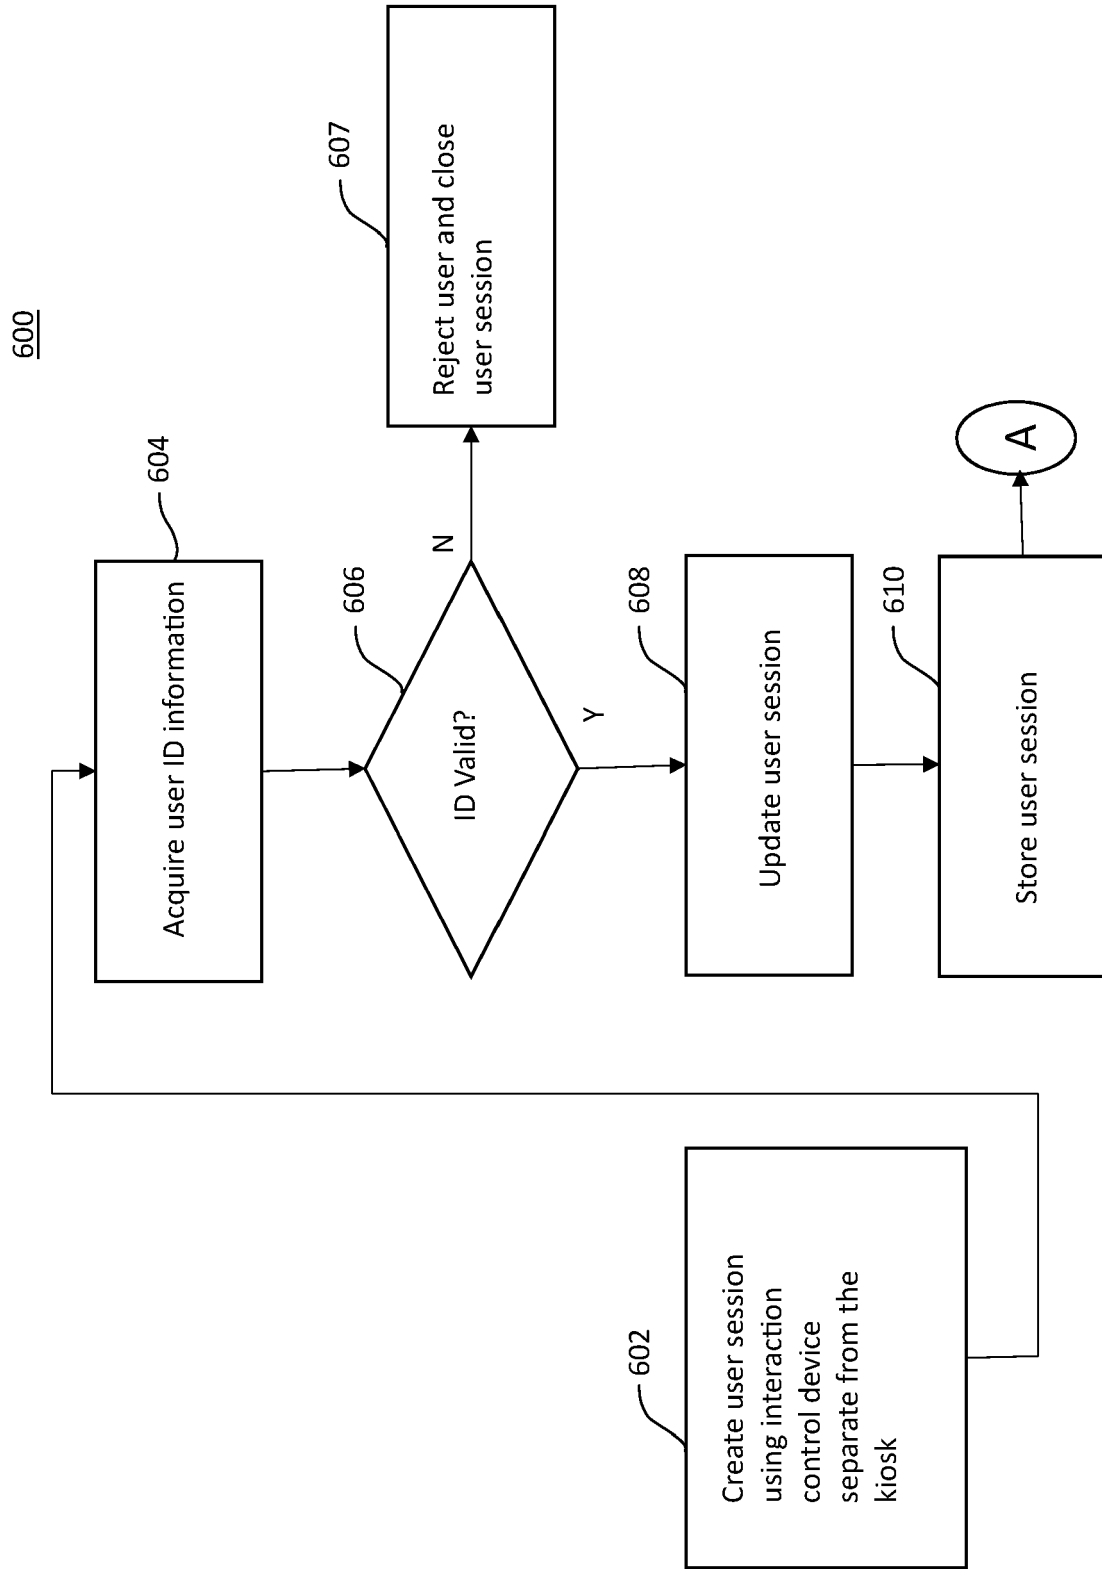 600
602
Create user session
using interaction
control device
separate from the
kiosk
604
Acquire user ID information
606
ID Valid?
N
607
Reject user and close
user session
Y
608
Update user session
610
Store user session
A